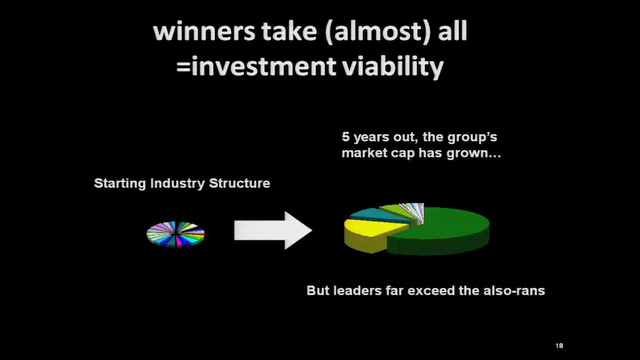 winners take (almost) all
=investment viability
5 years out, the group's
market cap has grown…
Starting Industry Structure
But leaders far exceed the also-rans
18